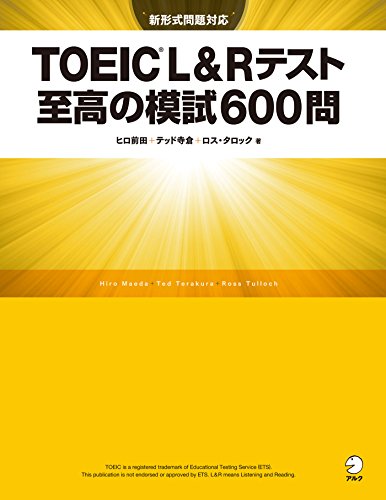 新形式問題対応
TOEIC® L&Rテスト
至高の模試600問
ヒロ前田+テッド寺倉+ロス・タロック 著
Hiro Maeda・Ted Terakura・Ross Tulloch
TOEIC is a registered trademark of Educational Testing Service (ETS).
This publication is not endorsed or approved by ETS. L&R means Listening and Reading.
アルク